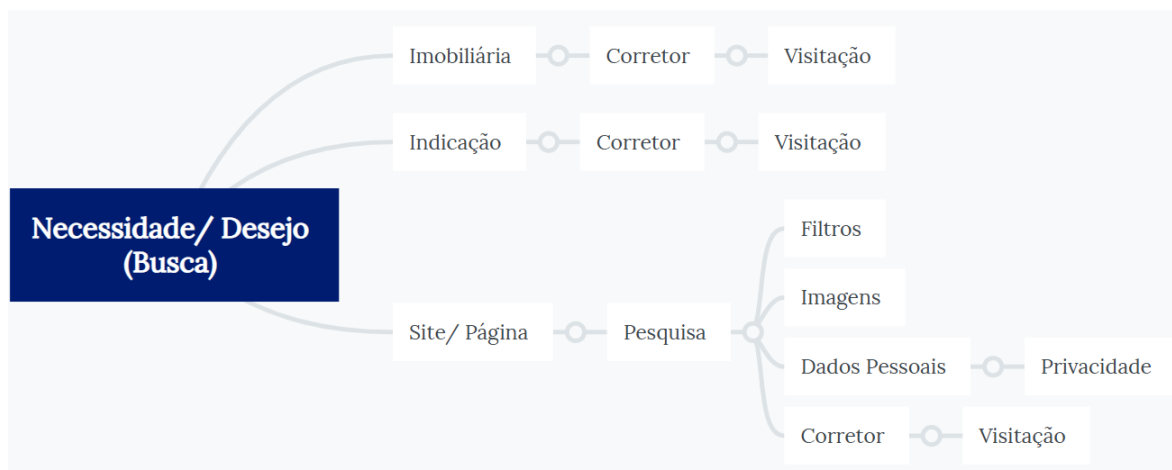 Imobiliária
Corretor
Visitação
Indicação
Corretor
Visitação
Necessidade/ Desejo
(Busca)
Site/ Página
Pesquisa
Filtros
Imagens
Dados Pessoais
Privacidade
Corretor
Visitação